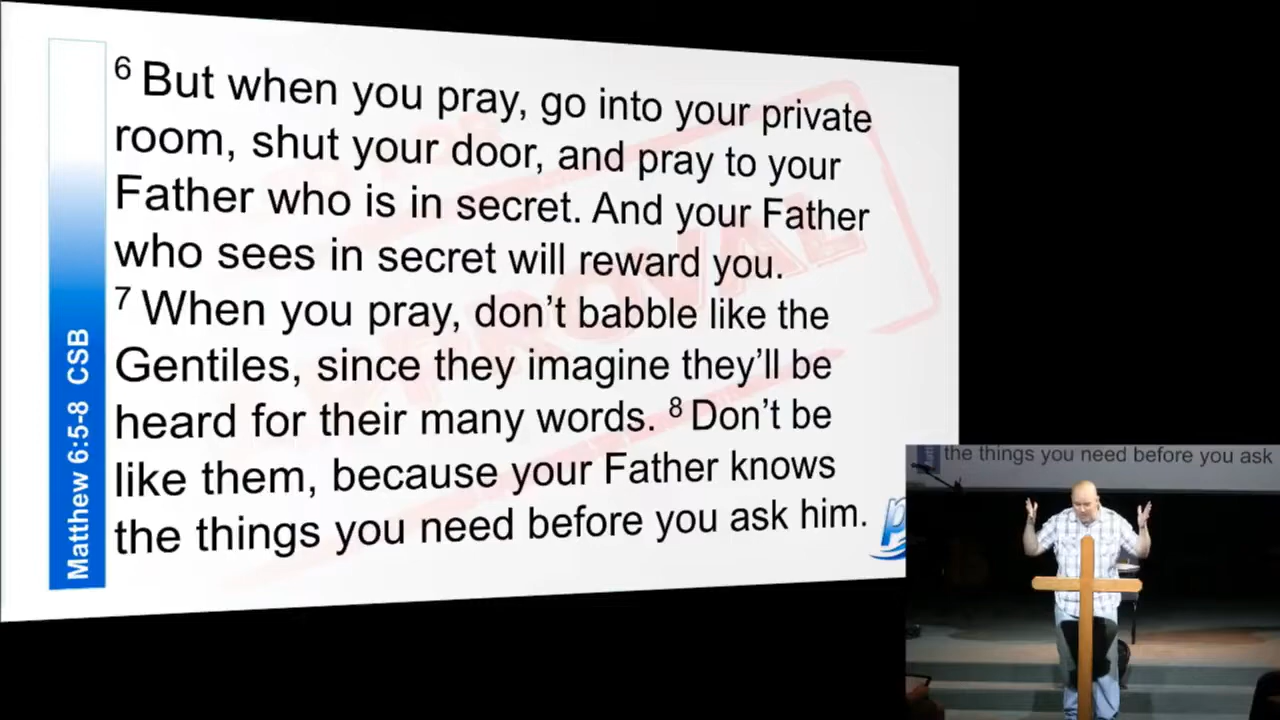 6 But when you pray, go into your private
room, shut your door, and pray to your
Father who is in secret. And your Father
who sees in secret will reward you.
7 When you pray, don't babble like the
Gentiles, since they imagine they'll be
heard for their many words. 8 Don't be
like them, because your Father knows
the things you need before you ask him.
Matthew 6:5-8 CSB
APPROVAL
the things you need before you ask